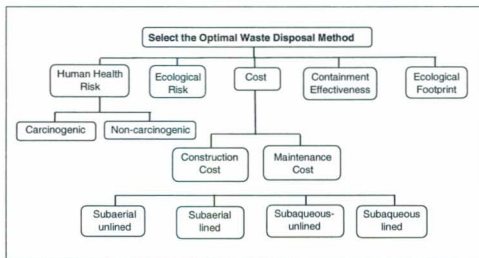 Select the Optimal Waste Disposal Method
Human Health
Risk
Ecological
Risk
Cost
Containment
Effectiveness
Ecological
Footprint
Carcinogenic
Non-carcinogenic
Construction
Cost
Maintenance
Cost
Subaerial
unlined
Subaerial
lined
Subaqueous-
unlined
Subaqueous
lined